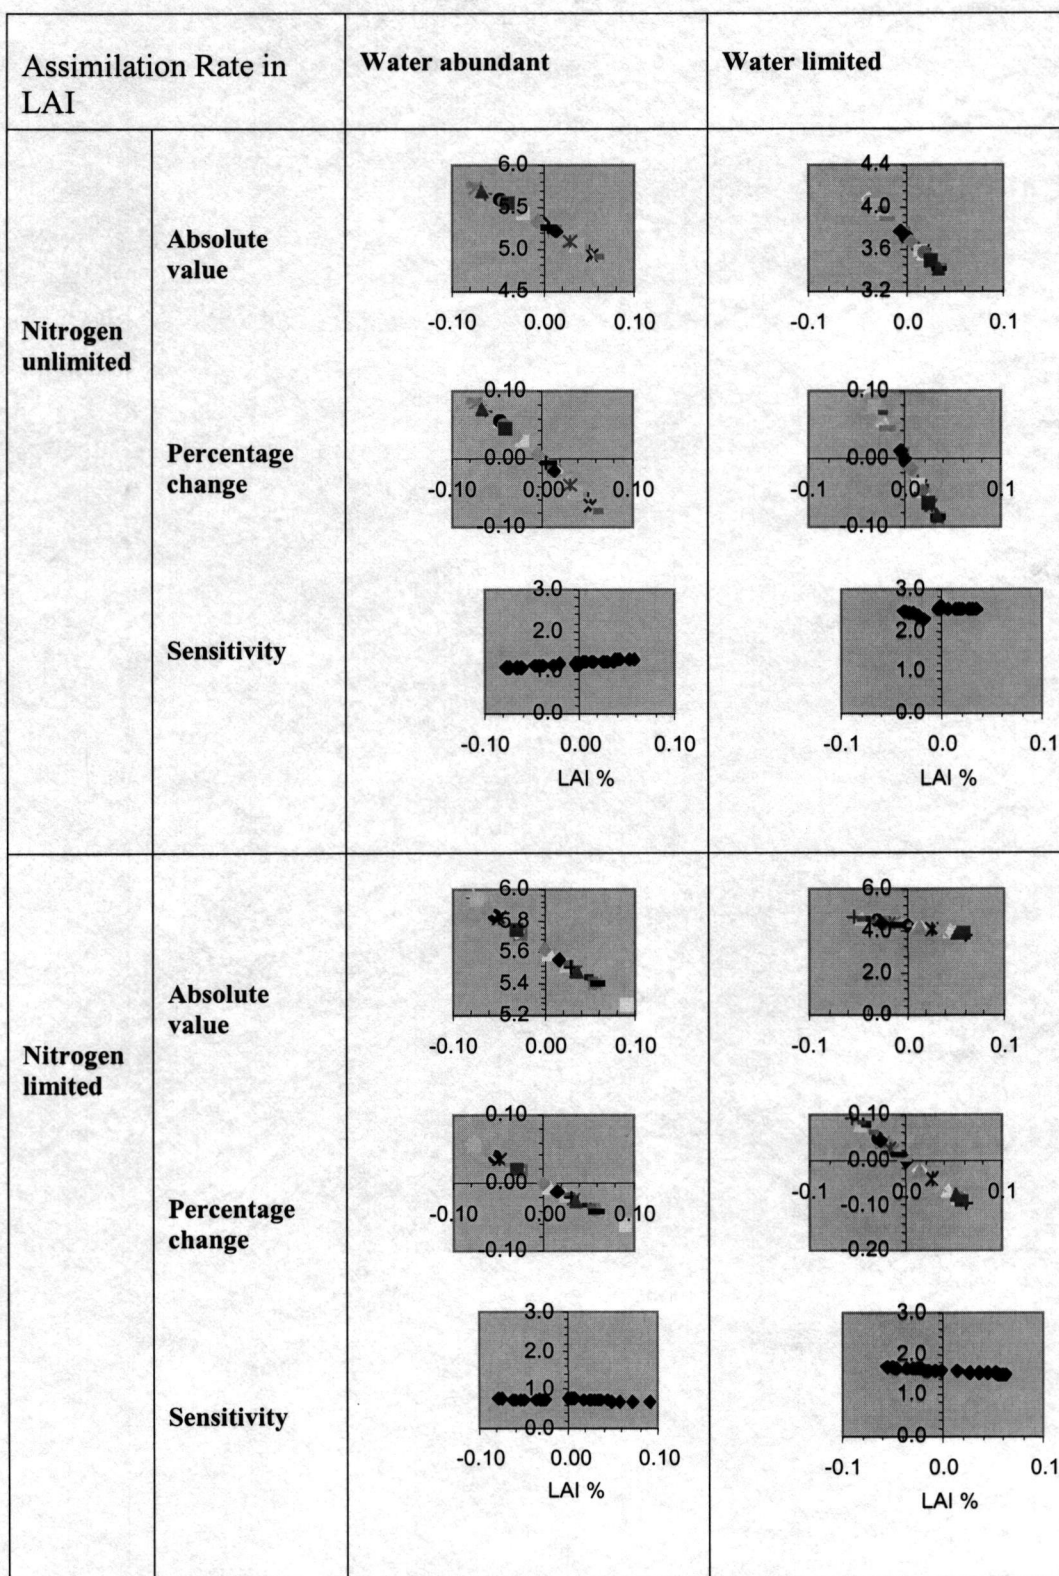 Assimilation Rate in
LAI
Water abundant
Water limited
Nitrogen
unlimited
Absolute
value
6.0
5.5
5.0
4.5
-0.10 0.00 0.10
4.4
4.0
3.6
3.2
-0.1 0.0 0.1
Percentage
change
0.10
0.00
-0.10 0.00 0.10
-0.10
0.10
0.00
-0.1 0.0 0.1
-0.10
Sensitivity
3.0
2.0
1.0
0.0
-0.10 0.00 0.10
LAI %
3.0
2.0
1.0
0.0
-0.1 0.0 0.1
LAI %
Nitrogen
limited
Absolute
value
6.0
5.8
5.6
5.4
5.2
-0.10 0.00 0.10
6.0
4.0
2.0
0.0
-0.1 0.0 0.1
Percentage
change
0.10
0.00
-0.10 0.00 0.10
-0.10
0.10
0.00
-0.1 0.0 0.1
-0.10
-0.20
Sensitivity
3.0
2.0
1.0
0.0
-0.10 0.00 0.10
LAI %
3.0
2.0
1.0
0.0
-0.1 0.0 0.1
LAI %